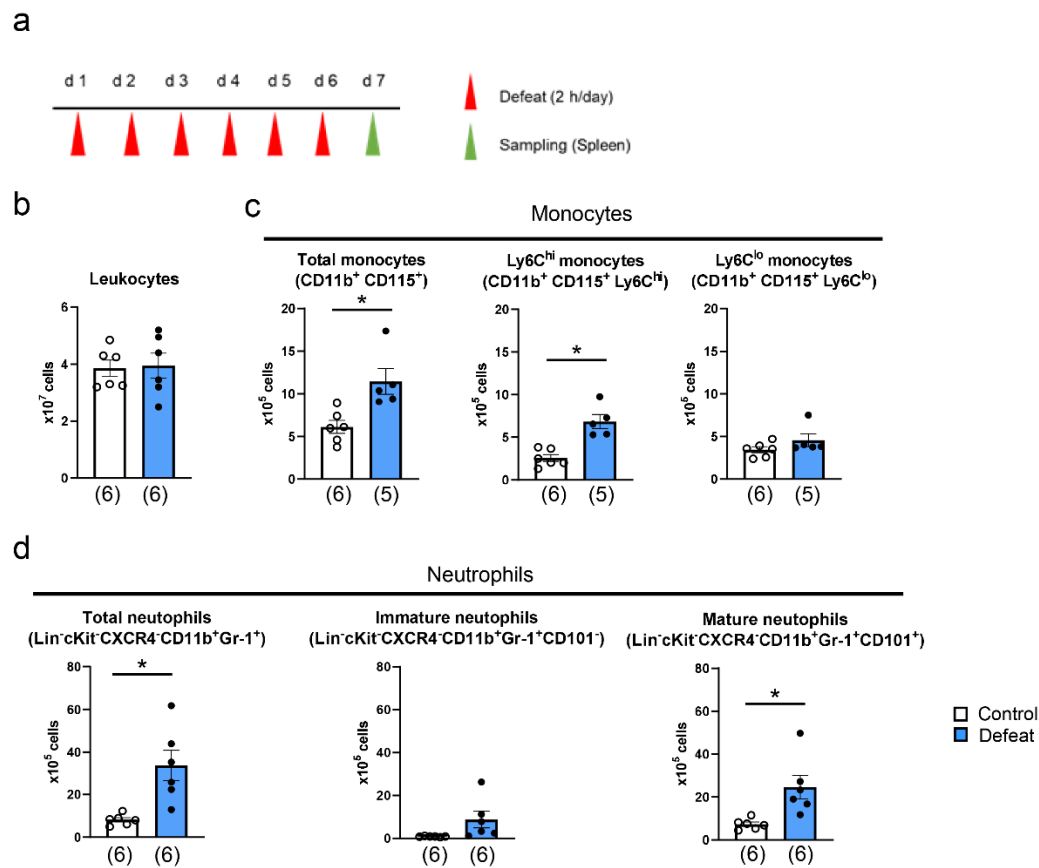 a
d 1 d 2 d 3 d 4 d 5 d 6 d 7
Defeat (2 h/day)
Sampling (Spleen)
b
Leukocytes
x10⁷ cells
6
4
2
0
(6) (6)
c
Monocytes
Total monocytes
(CD11b⁺ CD115⁺)
*
x10⁵ cells
20
15
10
5
0
(6) (5)
Ly6Cʰⁱ monocytes
(CD11b⁺ CD115⁺ Ly6Cʰⁱ)
*
x10⁵ cells
20
15
10
5
0
(6) (5)
Ly6Cˡᵒ monocytes
(CD11b⁺ CD115⁺ Ly6Cˡᵒ)
x10⁵ cells
20
15
10
5
0
(6) (5)
d
Neutrophils
Total neutophils
(Lin⁻cKit⁻CXCR4⁻CD11b⁺Gr-1⁺)
*
x10⁵ cells
80
60
40
20
0
(6) (6)
Immature neutophils
(Lin⁻cKit⁻CXCR4⁻CD11b⁺Gr-1⁺CD101⁻)
x10⁵ cells
80
60
40
20
0
(6) (6)
Mature neutophils
(Lin⁻cKit⁻CXCR4⁻CD11b⁺Gr-1⁺CD101⁺)
*
x10⁵ cells
80
60
40
20
0
(6) (6)
Control
Defeat